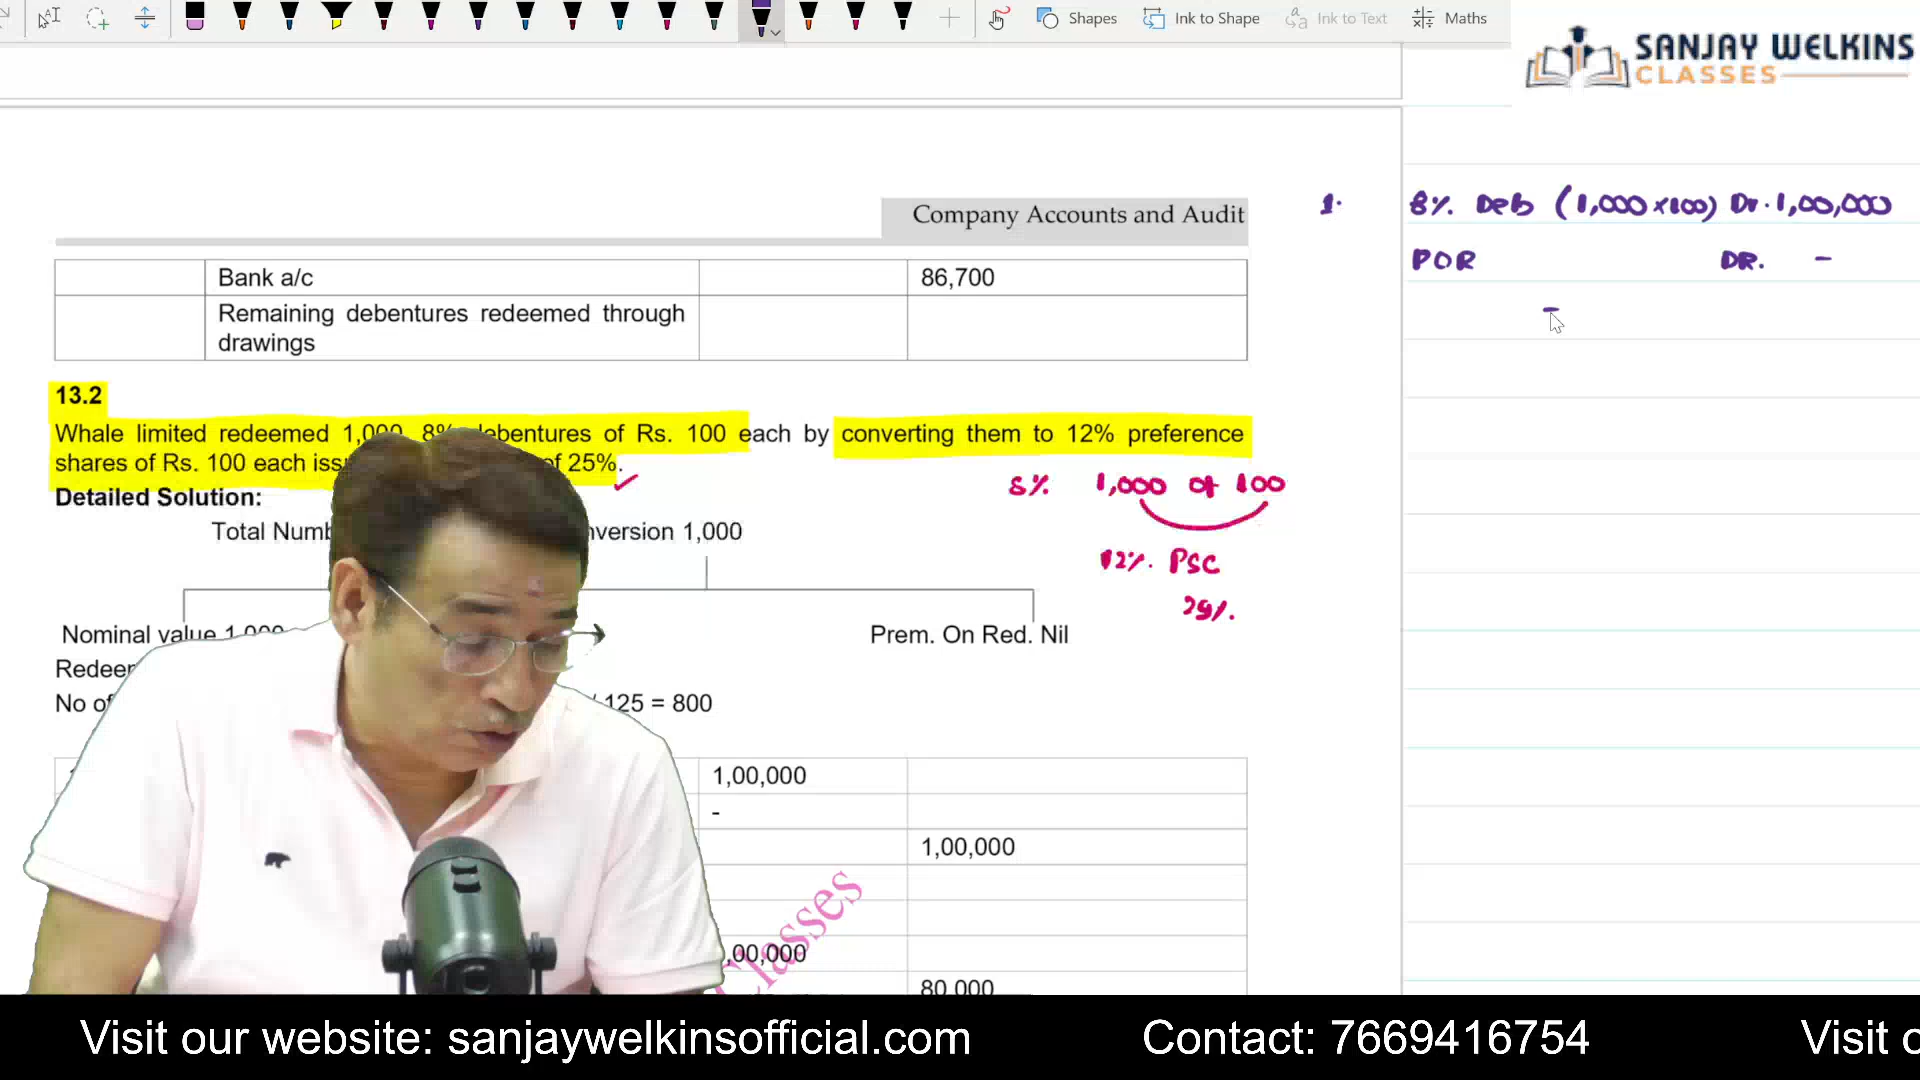 Shapes Ink to Shape Ink to Text Maths
SANJAY WELKINS
CLASSES
Company Accounts and Audit
1. 8% Deb (1,000 × 100) Dr. 1,00,000
POR DR. -
Bank a/c 86,700
Remaining debentures redeemed through
drawings
13.2
Whale limited redeemed 1,000, 8% debentures of Rs. 100 each by converting them to 12% preference
shares of Rs. 100 each of 25%.
8% 1,000 of 100
Detailed Solution:
Total 1,000
12%. PSC
25%.
Nominal value 1,000 Prem. On Red. Nil
No 125 = 800
1,00,000
-
1,00,000
,00,000
Classes
80,000
Visit our website: sanjaywelkinsofficial.com Contact: 7669416754 Visit